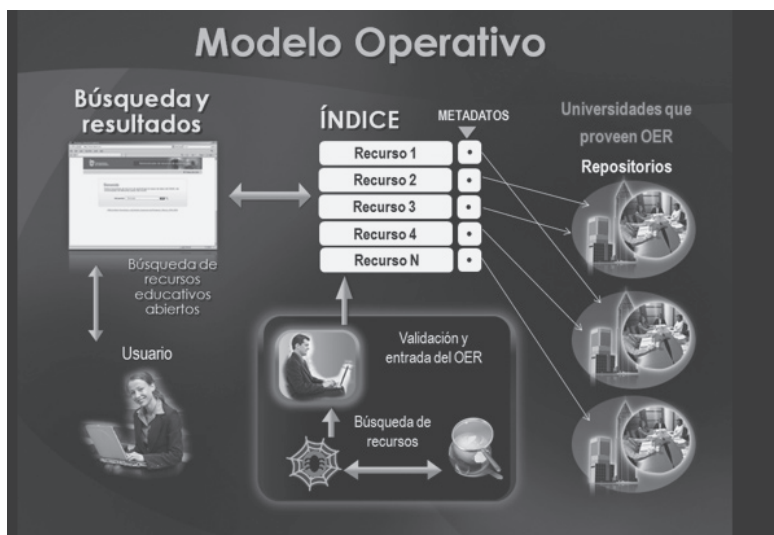 Modelo Operativo
Búsqueda y
resultados
Búsqueda de
recursos
educativos
abiertos
Usuario
ÍNDICE
METADATOS
Recurso 1
Recurso 2
Recurso 3
Recurso 4
Recurso N
Validación y
entrada del OER
Búsqueda de
recursos
Universidades que
proveen OER
Repositorios